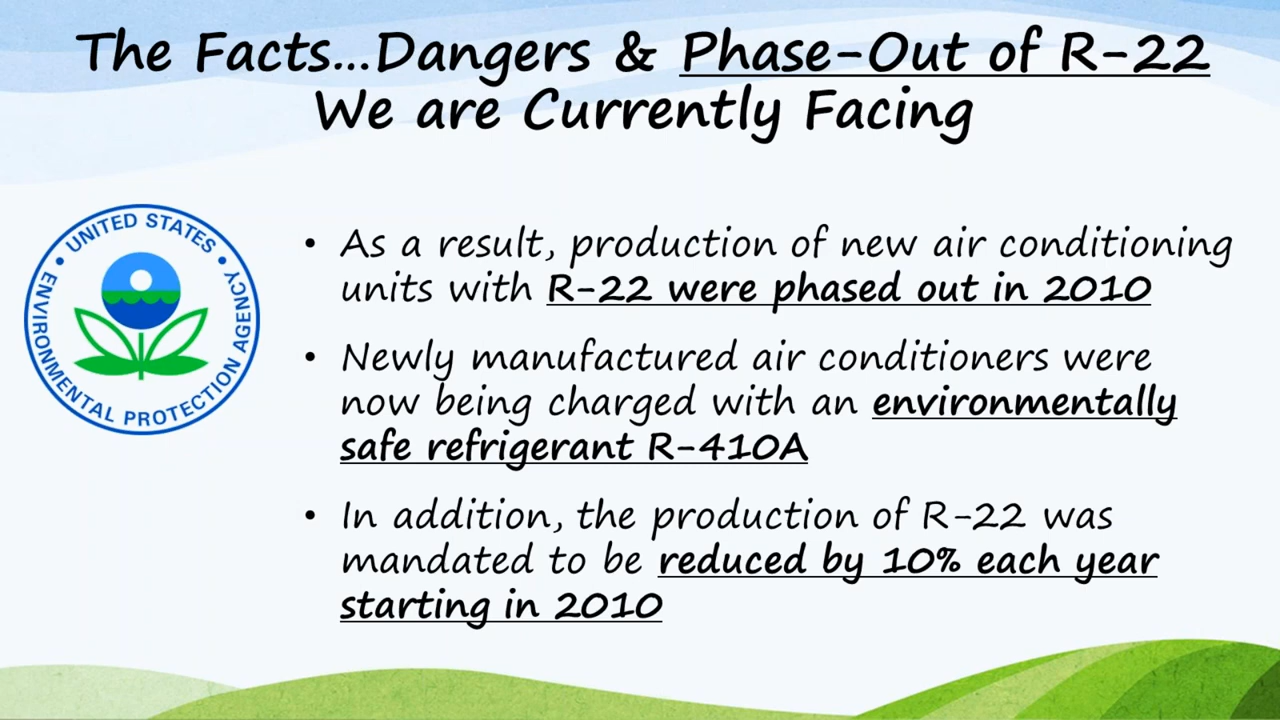 The Facts...Dangers & Phase-Out of R-22
We are Currently Facing
UNITED STATES
ENVIRONMENTAL PROTECTION AGENCY
• As a result, production of new air conditioning
units with R-22 were phased out in 2010
• Newly manufactured air conditioners were
now being charged with an environmentally
safe refrigerant R-410A
• In addition, the production of R-22 was
mandated to be reduced by 10% each year
starting in 2010